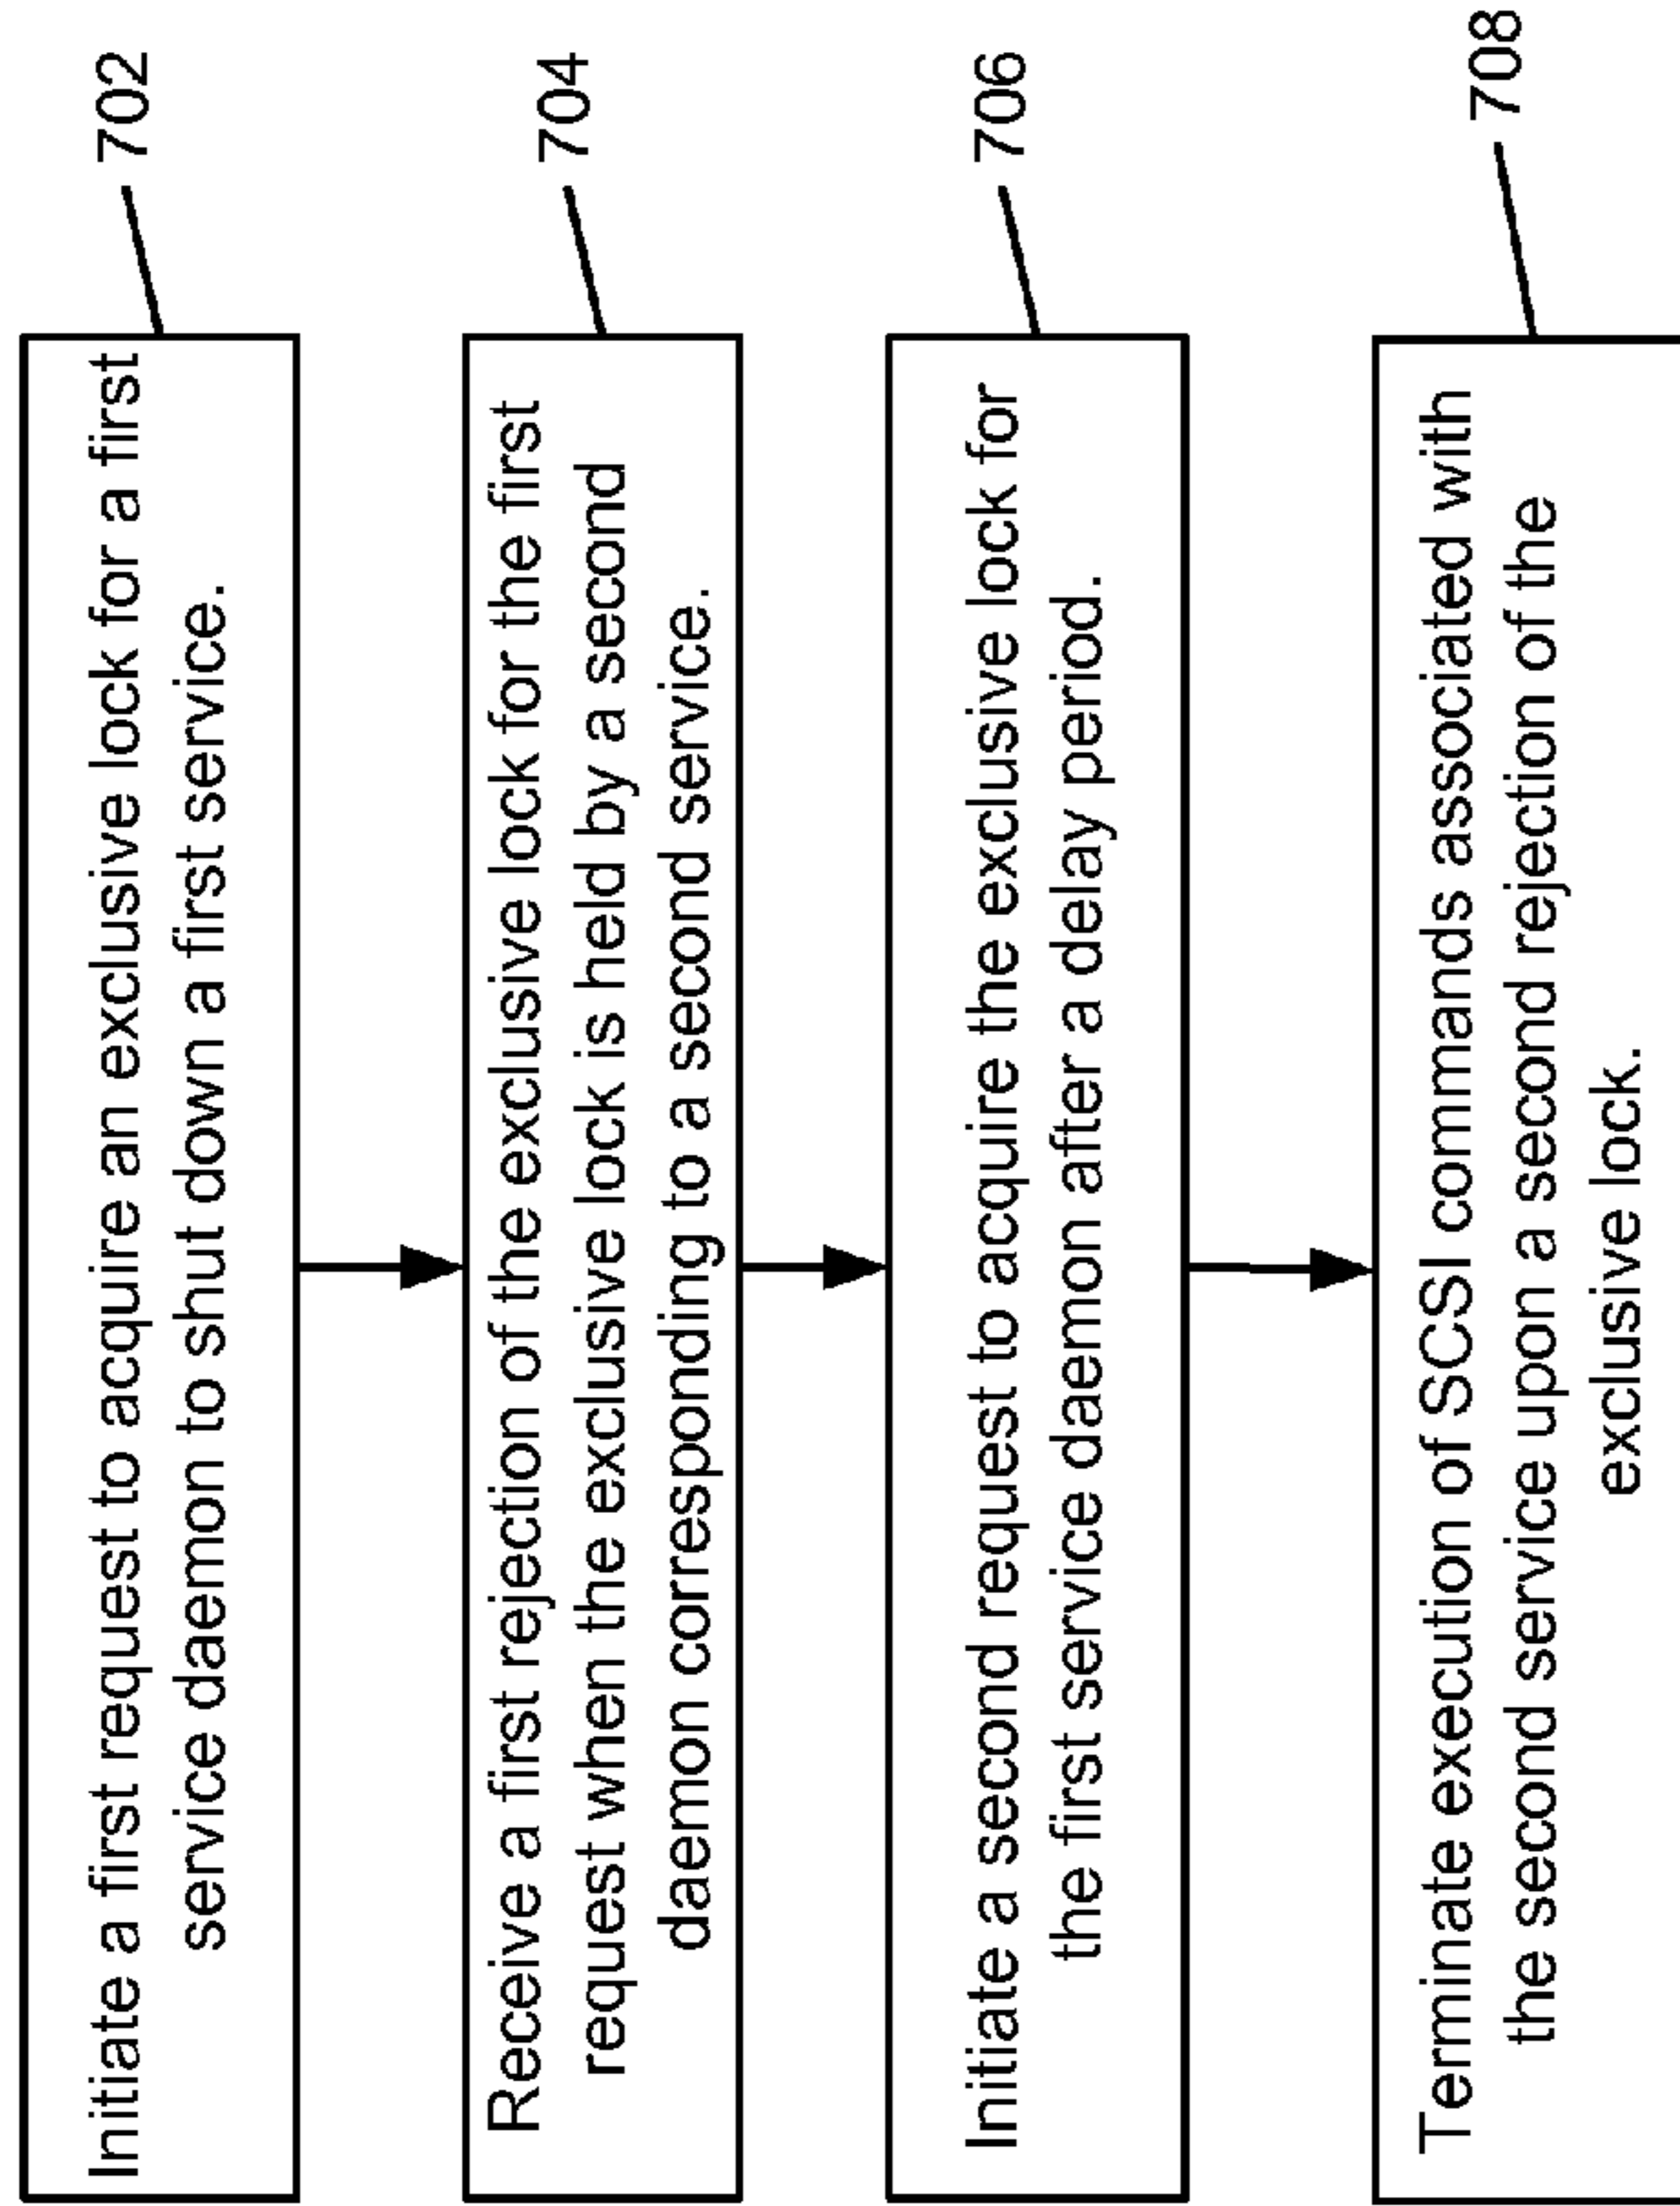 Initiate a first request to acquire an exclusive lock for a first
service daemon to shut down a first service.
702
Receive a first rejection of the exclusive lock for the first
request when the exclusive lock is held by a second
daemon corresponding to a second service.
704
Initiate a second request to acquire the exclusive lock for
the first service daemon after a delay period.
706
Terminate execution of SCSI commands associated with
the second service upon a second rejection of the
exclusive lock.
708